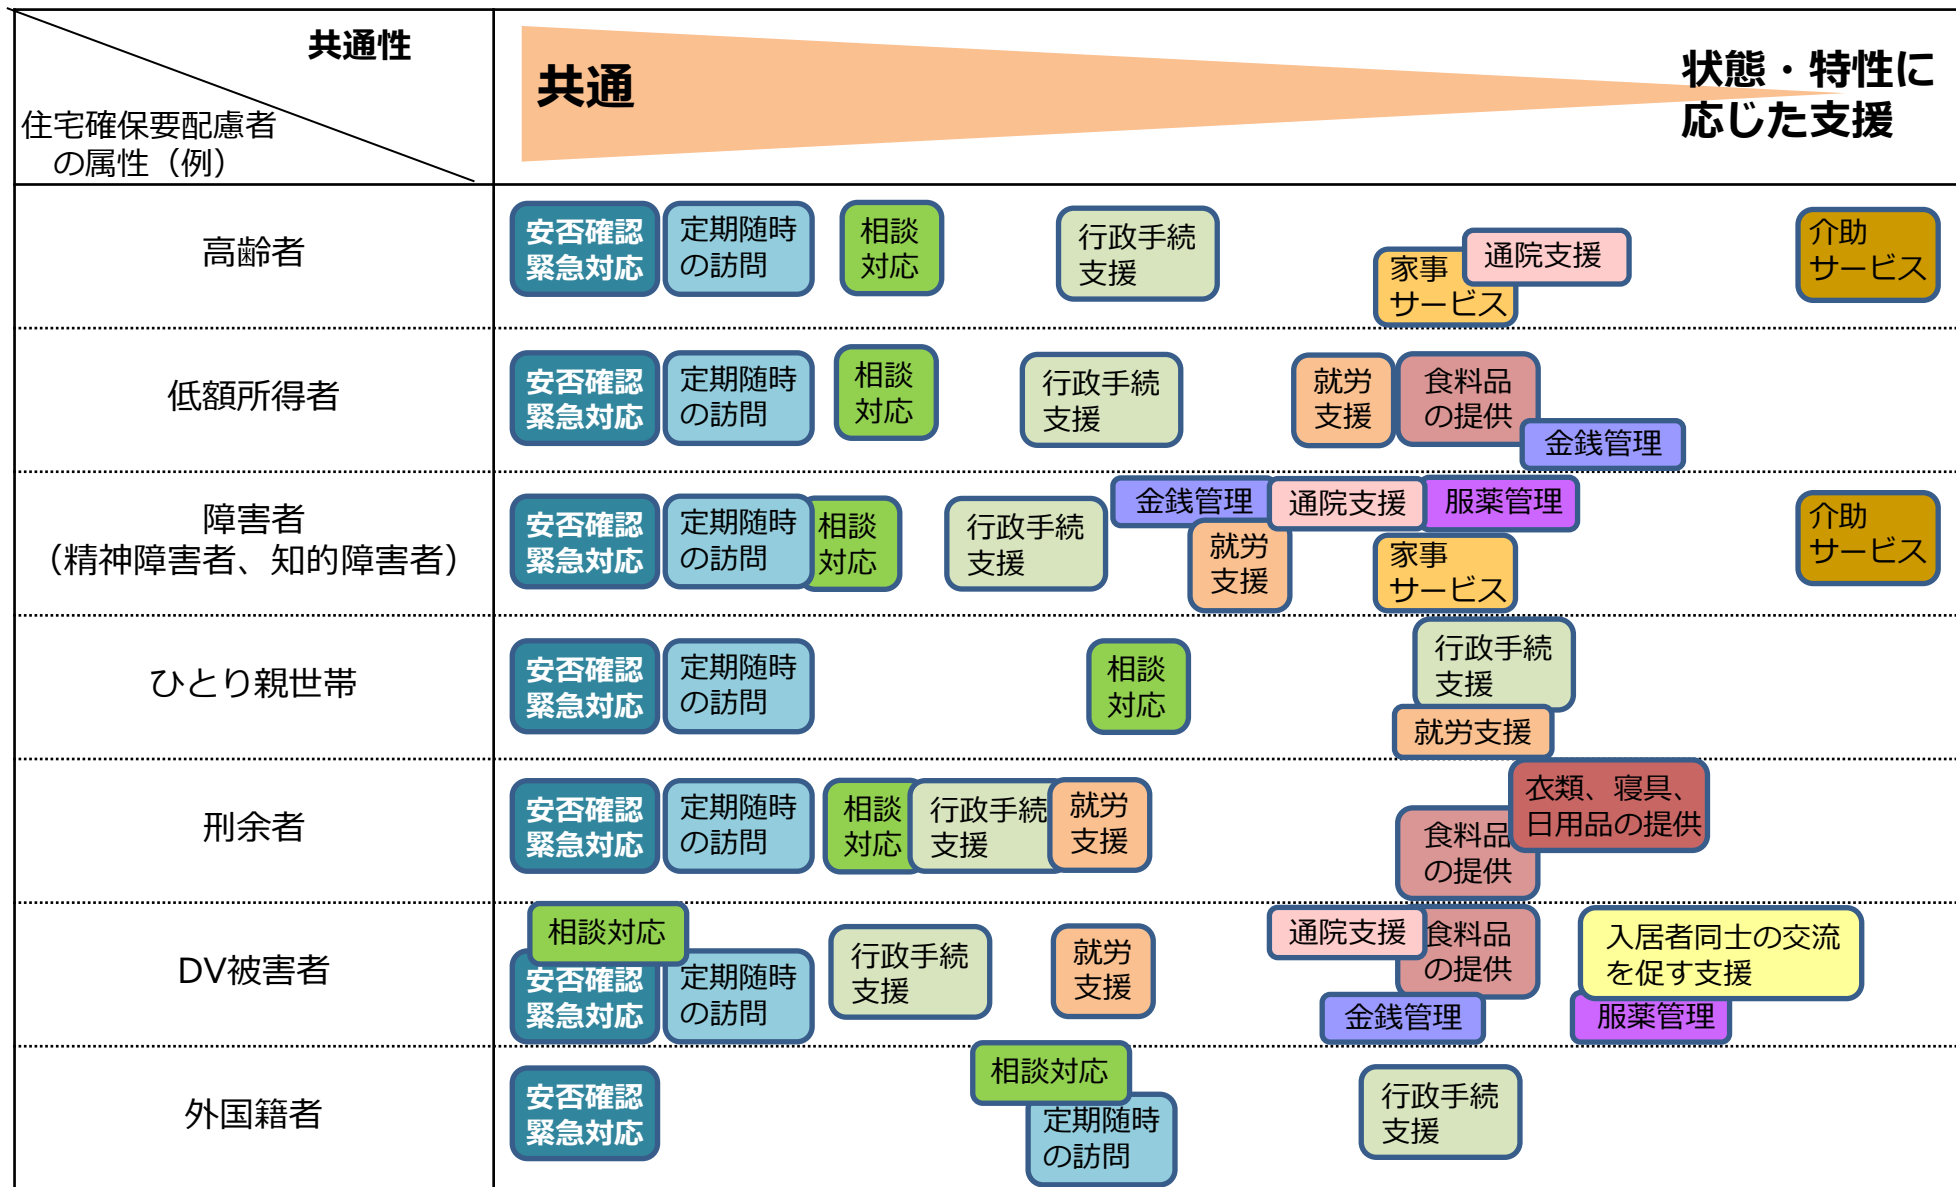 共通性
住宅確保要配慮者
の属性（例）
共通
状態・特性に
応じた支援
高齢者
安否確認
緊急対応
定期随時
の訪問
相談
対応
行政手続
支援
家事
サービス
通院支援
介助
サービス
低額所得者
安否確認
緊急対応
定期随時
の訪問
相談
対応
行政手続
支援
就労
支援
食料品
の提供
金銭管理
障害者
（精神障害者、知的障害者）
安否確認
緊急対応
定期随時
の訪問
相談
対応
行政手続
支援
金銭管理
就労
支援
通院支援
服薬管理
家事
サービス
介助
サービス
ひとり親世帯
安否確認
緊急対応
定期随時
の訪問
相談
対応
行政手続
支援
就労支援
刑余者
安否確認
緊急対応
定期随時
の訪問
相談
対応
行政手続
支援
就労
支援
食料品
の提供
衣類、寝具、
日用品の提供
DV被害者
相談対応
安否確認
緊急対応
定期随時
の訪問
行政手続
支援
就労
支援
通院支援
食料品
の提供
金銭管理
入居者同士の交流
を促す支援
服薬管理
外国籍者
安否確認
緊急対応
相談対応
定期随時
の訪問
行政手続
支援